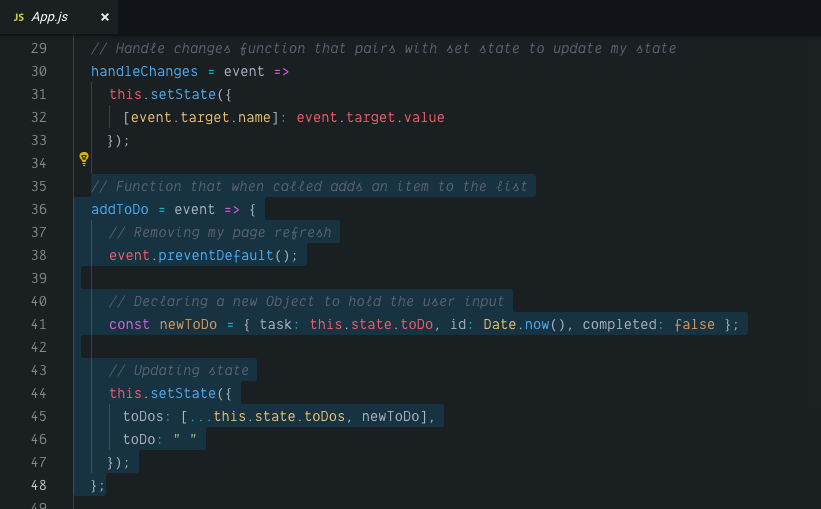 JS App.js ×
29 // Handle changes function that pairs with set state to update my state
30 handleChanges = event =>
31 this.setState({
32 [event.target.name]: event.target.value
33 });
34
35 // Function that when called adds an item to the list
36 addToDo = event => {
37 // Removing my page refresh
38 event.preventDefault();
39
40 // Declaring a new Object to hold the user input
41 const newToDo = { task: this.state.toDo, id: Date.now(), completed: false };
42
43 // Updating state
44 this.setState({
45 toDos: [...this.state.toDos, newToDo],
46 toDo: " "
47 });
48 };
49